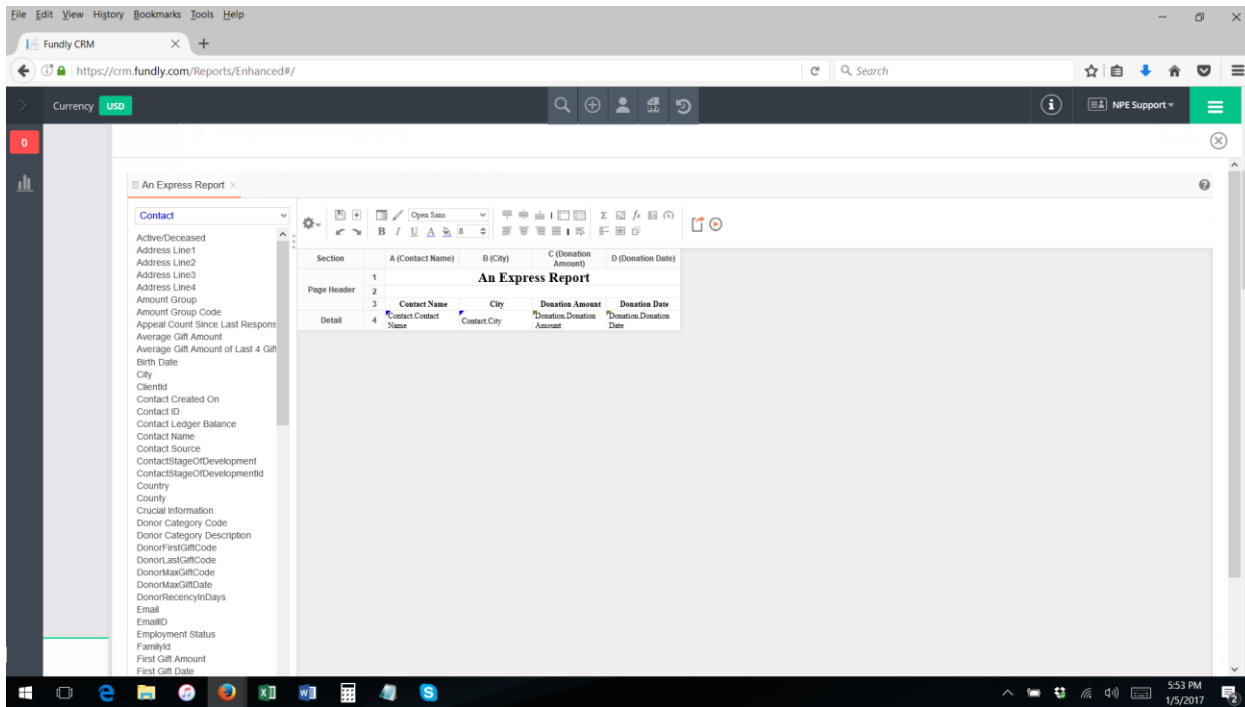 File Edit View History Bookmarks Tools Help
Fundly CRM
https://crm.fundly.com/Reports/Enhanced#/
Search
Currency USD
NPE Support
0
An Express Report
Contact
Open Sans
B I U A 8
Active/Deceased
Address Line1
Address Line2
Address Line3
Address Line4
Amount Group
Amount Group Code
Appeal Count Since Last Respons
Average Gift Amount
Average Gift Amount of Last 4 Gift
Birth Date
City
ClientId
Contact Created On
Contact ID
Contact Ledger Balance
Contact Name
Contact Source
ContactStageOfDevelopment
ContactStageOfDevelopmentId
Country
County
Crucial Information
Donor Category Code
Donor Category Description
DonorFirstGiftCode
DonorLastGiftCode
DonorMaxGiftCode
DonorMaxGiftDate
DonorRecencyInDays
Email
EmailID
Employment Status
FamilyId
First Gift Amount
First Gift Date
Section A (Contact Name) B (City) C (Donation Amount) D (Donation Date)
1 An Express Report
Page Header 2
3 Contact Name City Donation Amount Donation Date
Detail 4 Contact.Contact Name Contact.City Donation.Donation Amount Donation.Donation Date
5:53 PM
1/5/2017